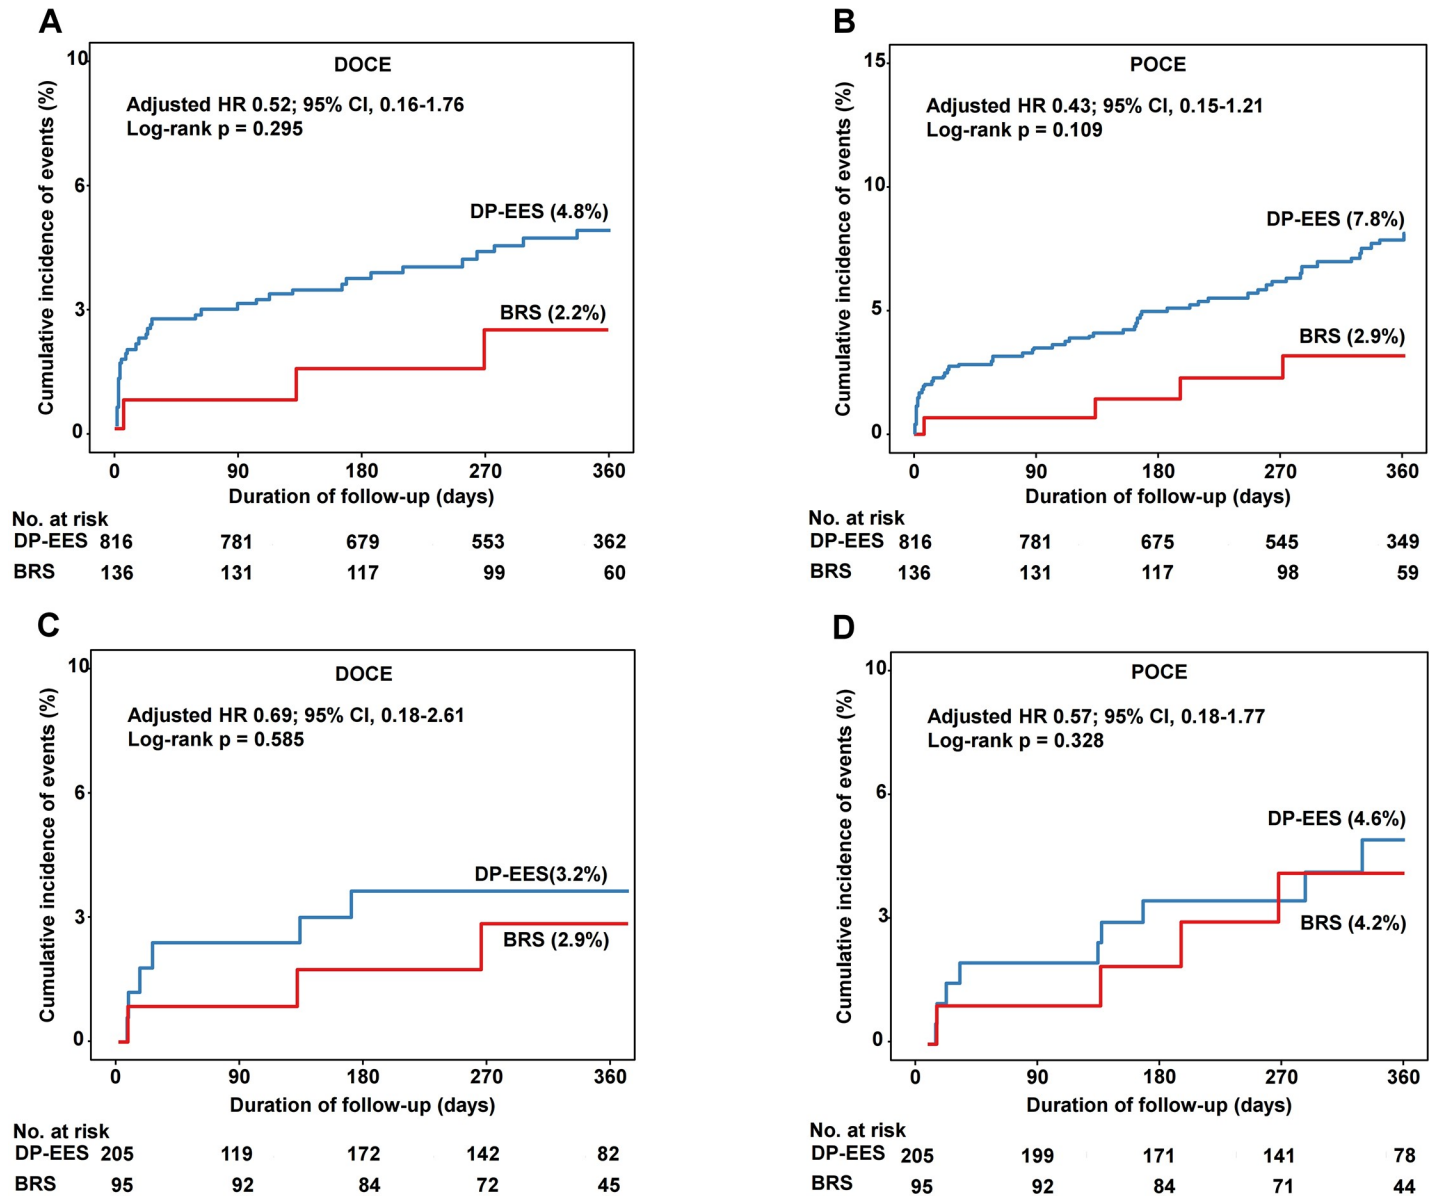 A
DOCE
Adjusted HR 0.52; 95% CI, 0.16-1.76
Log-rank p = 0.295
Cumulative incidence of events (%)
10
6
3
0
DP-EES (4.8%)
BRS (2.2%)
0 90 180 270 360
Duration of follow-up (days)
No. at risk
DP-EES 816 781 679 553 362
BRS 136 131 117 99 60
B
POCE
Adjusted HR 0.43; 95% CI, 0.15-1.21
Log-rank p = 0.109
Cumulative incidence of events (%)
15
10
5
0
DP-EES (7.8%)
BRS (2.9%)
0 90 180 270 360
Duration of follow-up (days)
No. at risk
DP-EES 816 781 675 545 349
BRS 136 131 117 98 59
C
DOCE
Adjusted HR 0.69; 95% CI, 0.18-2.61
Log-rank p = 0.585
Cumulative incidence of events (%)
10
6
3
0
DP-EES(3.2%)
BRS (2.9%)
0 90 180 270 360
Duration of follow-up (days)
No. at risk
DP-EES 205 119 172 142 82
BRS 95 92 84 72 45
D
POCE
Adjusted HR 0.57; 95% CI, 0.18-1.77
Log-rank p = 0.328
Cumulative incidence of events (%)
10
6
3
0
DP-EES (4.6%)
BRS (4.2%)
0 90 180 270 360
Duration of follow-up (days)
No. at risk
DP-EES 205 199 171 141 78
BRS 95 92 84 71 44